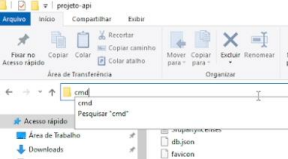 projeto-api
Arquivo Início Compartilhar Exibir
Fixar no Acesso rápido
Copiar
Colar
Recortar
Copiar caminho
Colar atalho
Mover para
Copiar para
Excluir
Renomear
Área de Transferência
Organizar
cmd
cmd
Pesquisar "cmd"
Acesso rápido
Área de Trabalho
Downloads
3rdpartylicenses
db.json
favicon